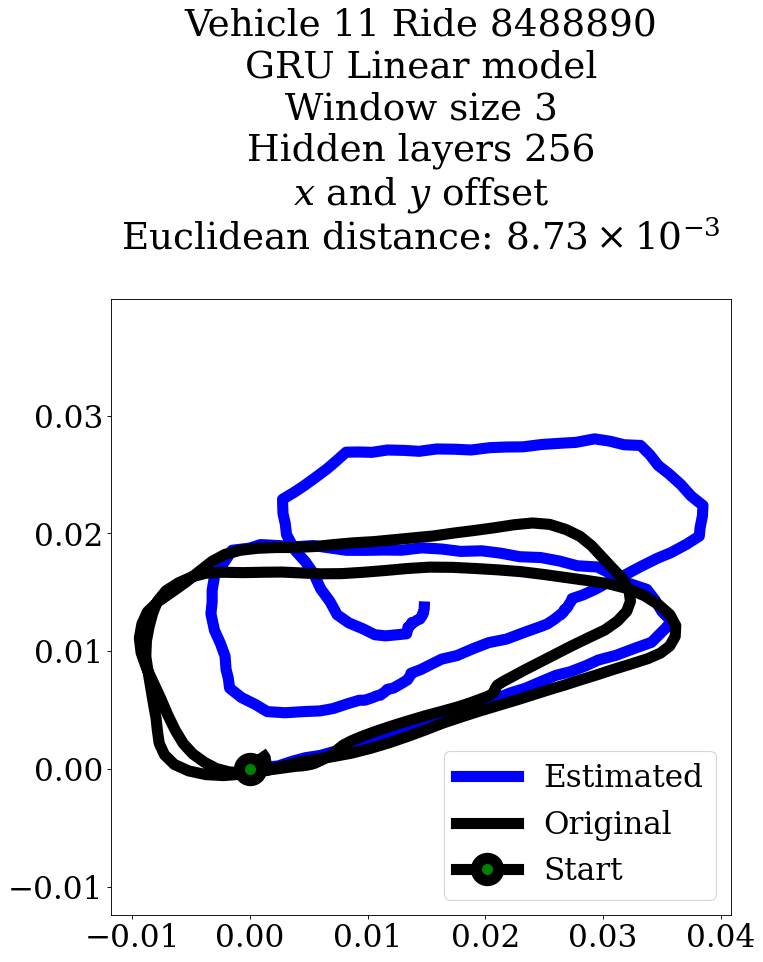 Vehicle 11 Ride 8488890
GRU Linear model
Window size 3
Hidden layers 256
x and y offset
Euclidean distance: 8.73 × 10⁻³
0.03
0.02
0.01
0.00
−0.01
−0.01 0.00 0.01 0.02 0.03 0.04
Estimated
Original
Start